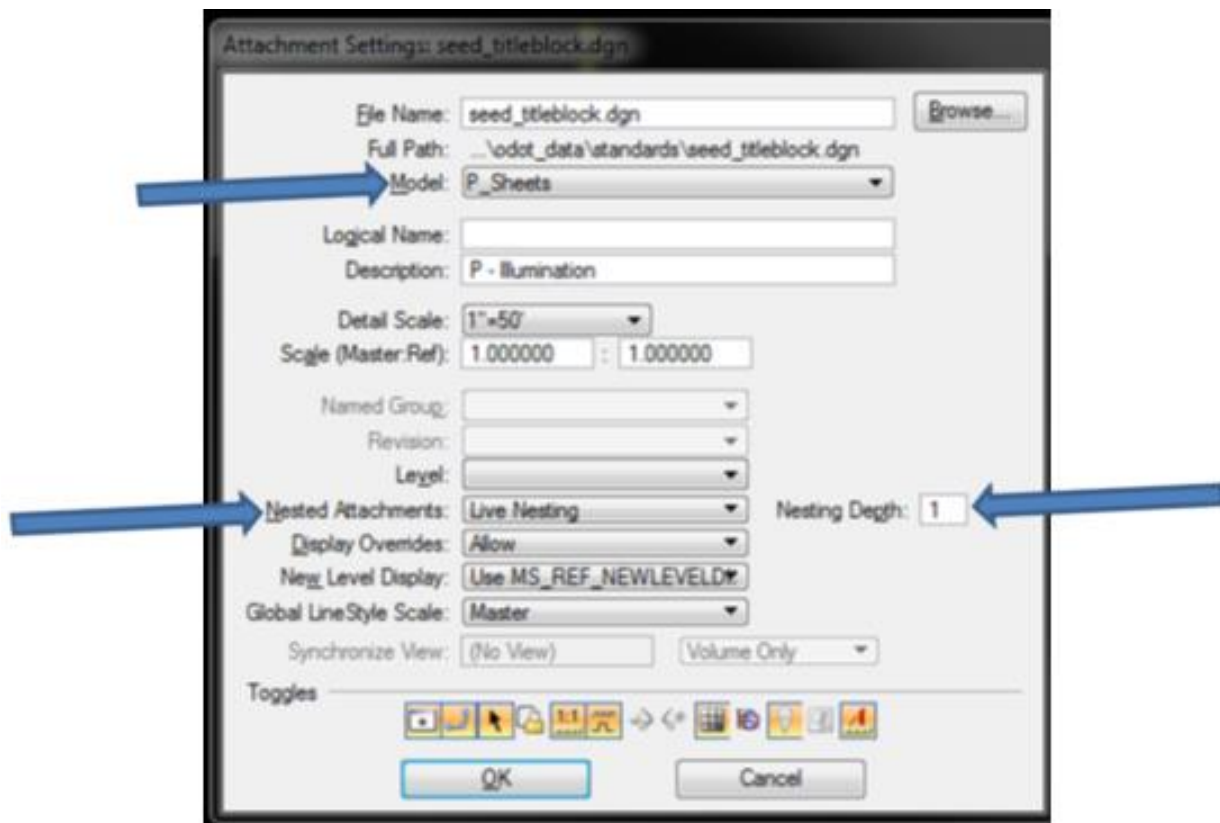 Attachment Settings: seed_titleblock.dgn
File Name: seed_titleblock.dgn Browse...
Full Path: ...\odot_data\standards\seed_titleblock.dgn
Model: P_Sheets
Logical Name:
Description: P - Illumination
Detail Scale: 1"=50'
Scale (Master:Ref): 1.000000 : 1.000000
Named Group:
Revision:
Level:
Nested Attachments: Live Nesting Nesting Depth: 1
Display Overrides: Allow
New Level Display: Use MS_REF_NEWLEVELDI
Global LineStyle Scale: Master
Synchronize View: (No View) Volume Only
Toggles
1:1
OK Cancel